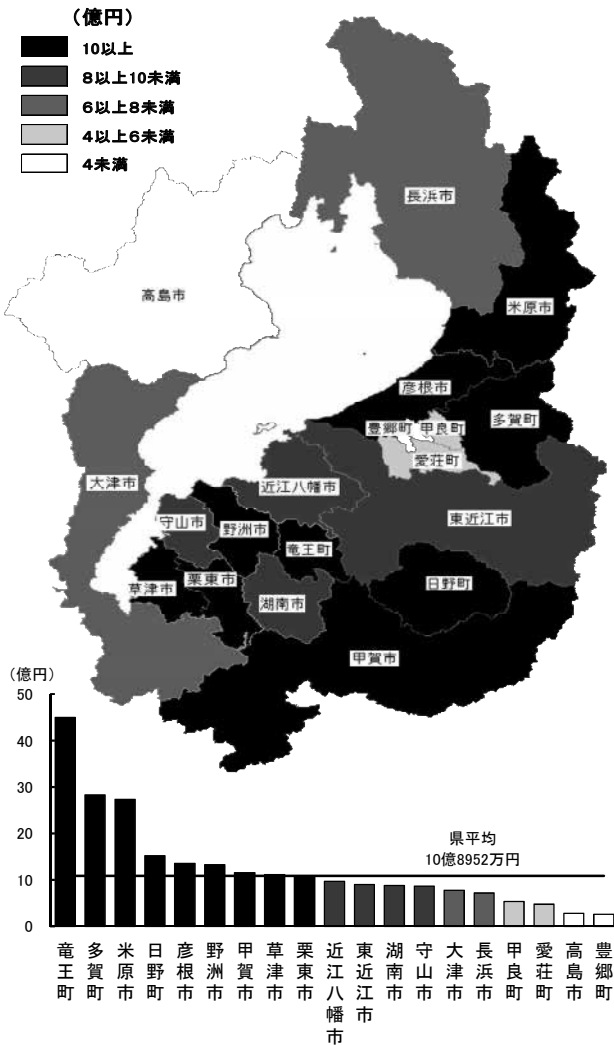 （億円）
10以上
8以上10未満
6以上8未満
4以上6未満
4未満
長浜市
高島市
米原市
彦根市
多賀町
豊郷町
甲良町
愛荘町
大津市
近江八幡市
東近江市
守山市
野洲市
竜王町
日野町
草津市
栗東市
湖南市
甲賀市
（億円）
50
40
30
20
10
0
県平均
10億8952万円
竜王町
多賀町
米原市
日野町
彦根市
野洲市
甲賀市
草津市
栗東市
近江八幡市
東近江市
湖南市
守山市
大津市
長浜市
甲良町
愛荘町
高島市
豊郷町